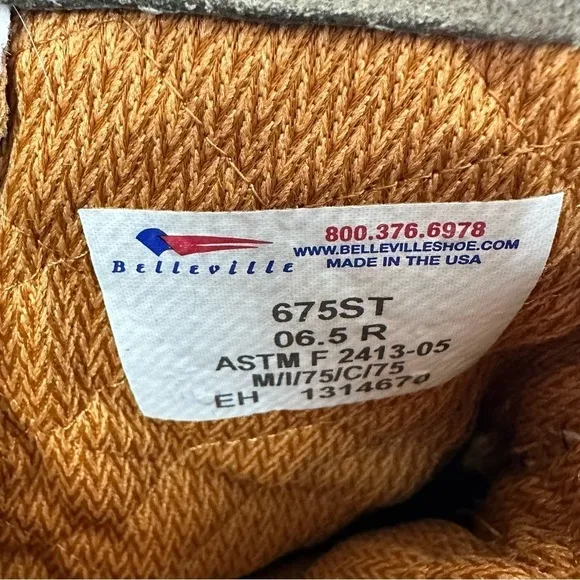 Belleville
800.376.6978
WWW.BELLEVILLESHOE.COM
MADE IN THE USA
675ST
06.5 R
ASTM F 2413-05
M/I/75/C/75
EH 1314670